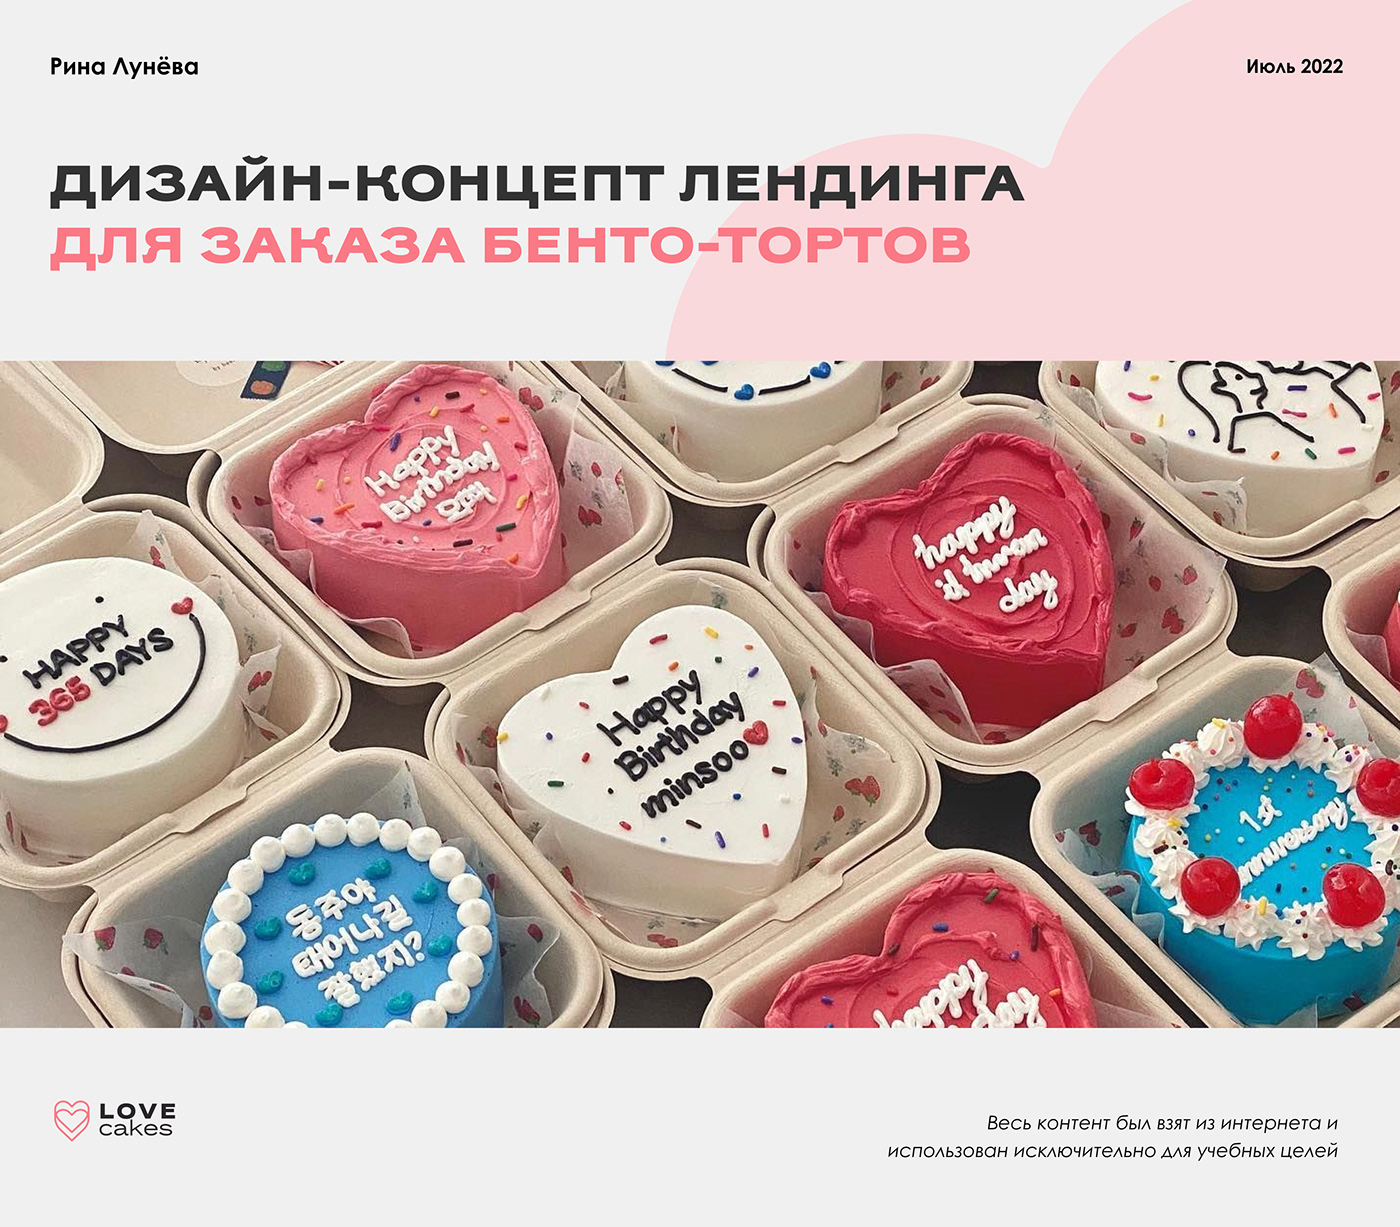 Рина Лунёва
Июль 2022
ДИЗАЙН-КОНЦЕПТ ЛЕНДИНГА
ДЛЯ ЗАКАЗА БЕНТО-ТОРТОВ
Happy
Birthday
happy
day
HAPPY
365 DAYS
Happy
Birthday
minsoo
1st
anniversary
동주야
태어나길
잘했지?
happy
day
LOVE
cakes
Весь контент был взят из интернета и
использован исключительно для учебных целей